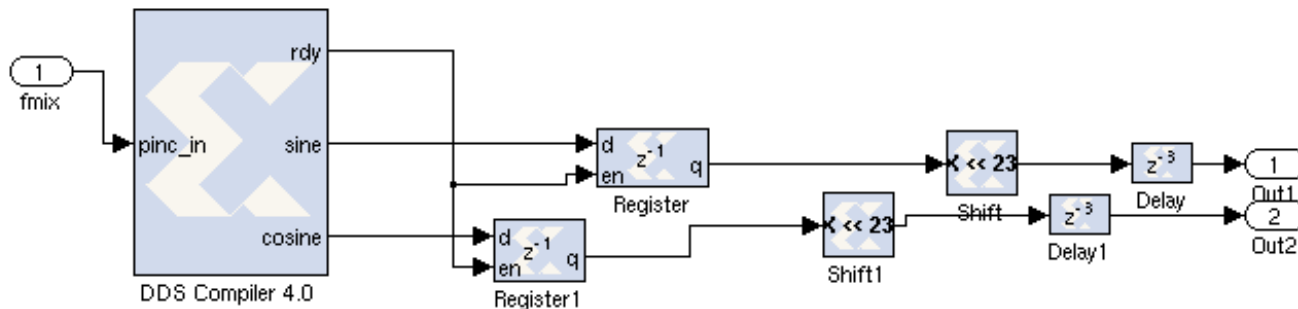 1
fmix
pinc_in
rdy
sine
cosine
DDS Compiler 4.0
d
en
z-1
q
Register
d
en
z-1
q
Register1
X << 23
Shift
X << 23
Shift1
z-3
Delay
z-3
Delay1
1
Out1
2
Out2